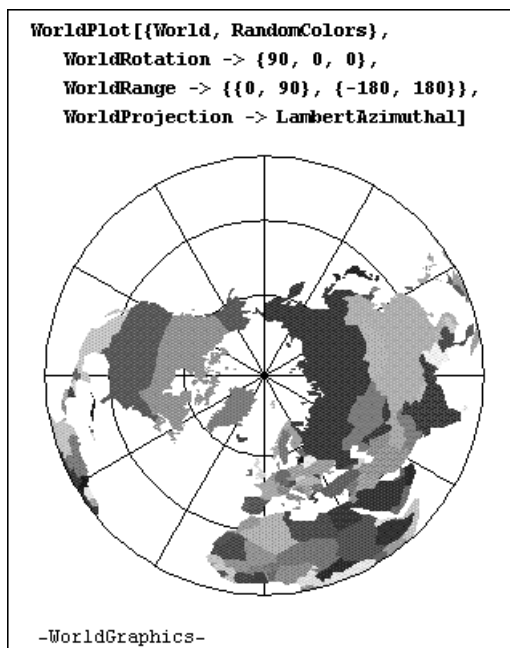 WorldPlot[{World, RandomColors},
WorldRotation -> {90, 0, 0},
WorldRange -> {{0, 90}, {-180, 180}},
WorldProjection -> LambertAzimuthal]
-WorldGraphics-